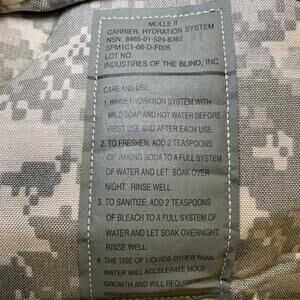 MOLLE II
CARRIER, HYDRATION SYSTEM
NSN: 8465-01-524-8362
SPM1C1-08-D-F005
LOT NO.
INDUSTRIES OF THE BLIND, INC
CARE AND USE:
1. RINSE HYDRATION SYSTEM WITH
MILD SOAP AND HOT WATER BEFORE
FIRST USE AND AFTER EACH USE.
2. TO FRESHEN, ADD 2 TEASPOONS
OF BAKING SODA TO A FULL SYSTEM
OF WATER AND LET SOAK OVER
NIGHT. RINSE WELL.
3. TO SANITIZE, ADD 2 TEASPOONS
OF BLEACH TO A FULL SYSTEM OF
WATER AND LET SOAK OVERNIGHT.
RINSE WELL.
4. THE USE OF LIQUIDS OTHER THAN
WATER WILL ACCELERATE MOLD
GROWTH AND WILL REQUIRE